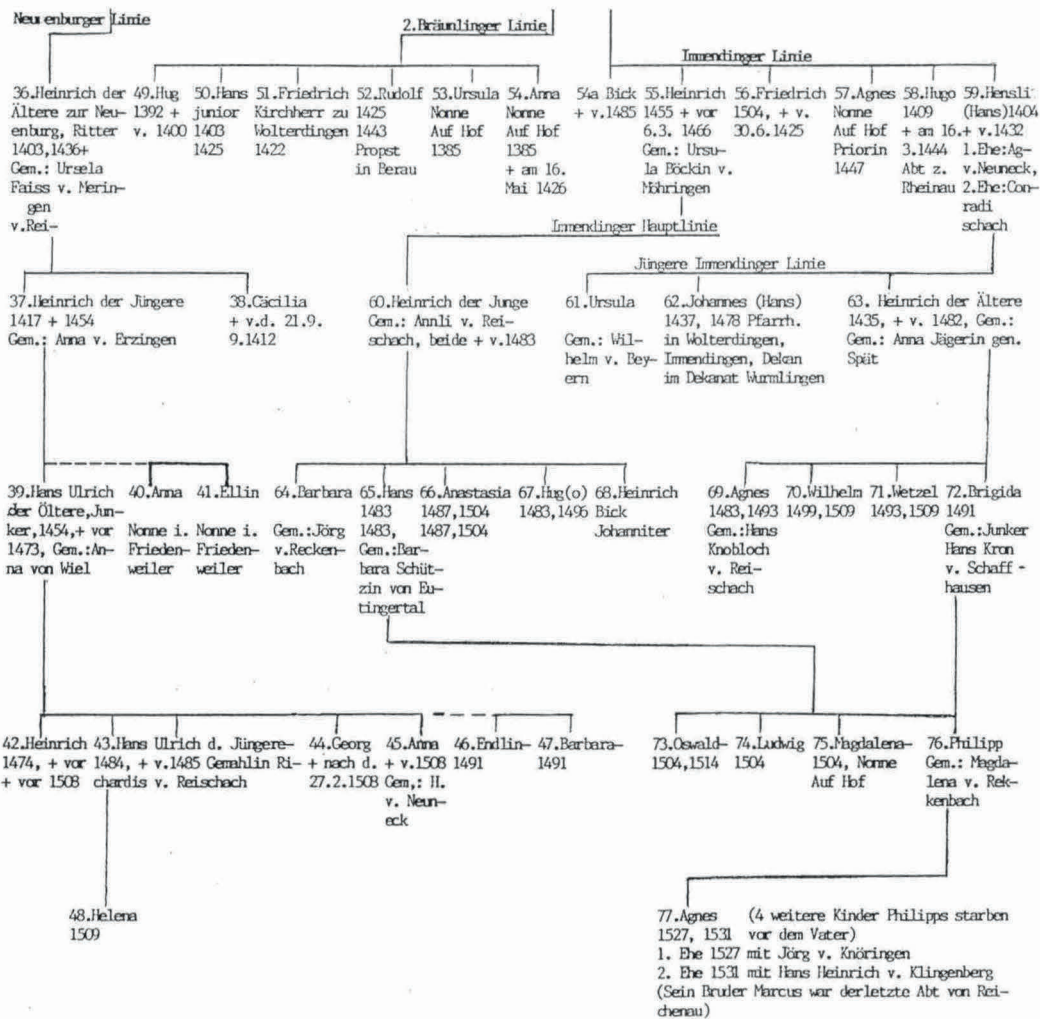 Neuenburger Linie
2.Bräunlinger Linie
Immendinger Linie
36.Heinrich der
Ältere zur Neu-
enburg, Ritter
1403,1436+
Gem.: Ursela
Faiss v. Merin-
gen
v.Rei-
49.Hug
1392 +
v. 1400
50.Hans
junior
1403
1425
51.Friedrich
Kirchherr zu
Wolterdingen
1422
52.Rudolf
1425
1443
Propst
in Berau
53.Ursula
Nonne
Auf Hof
1385
54.Anna
Nonne
Auf Hof
1385
+ am 16.
Mai 1426
54a Bick
+ v.1485
55.Heinrich
1455 + vor
6.3. 1466
Gem.: Ursu-
la Böckin v.
Möhringen
56.Friedrich
1504, + v.
30.6.1425
57.Agnes
Nonne
Auf Hof
Priorin
1447
58.Hugo
1409
+ am 16.
3.1444
Abt z.
Rheinau
59.Hensli
(Hans)1404
+ v.1432
1.Ehe:Ag-
v.Neuneck,
2.Ehe:Con-
radi
schach
Immendinger Hauptlinie
Jüngere Immendinger Linie
37.Heinrich der Jüngere
1417 + 1454
Gem.: Anna v. Erzingen
38.Cäcilia
+ v.d. 21.9.
9.1412
60.Heinrich der Junge
Gem.: Annli v. Rei-
schach, beide + v.1483
61.Ursula
Gem.: Wil-
helm v. Bey-
ern
62.Johannes (Hans)
1437, 1478 Pfarrh.
in Wolterdingen,
Immendingen, Dekan
im Dekanat Wurmlingen
63. Heinrich der Ältere
1435, + v. 1482, Gem.:
Gem.: Anna Jägerin gen.
Spät
39.Hans Ulrich
der Öltere,Jun-
ker,1454,+ vor
1473, Gem.:An-
na von Wiel
40.Anna
Nonne i.
Frieden-
weiler
41.Ellin
Nonne i.
Frieden-
weiler
64.Barbara
Gem.:Jörg
v.Recken-
bach
65.Hans
1483
1483,
Gem.:Bar-
bara Schüt-
zin von Eu-
tingertal
66.Anastasia
1487,1504
1487,1504
67.Hug(o)
1483,1496
68.Heinrich
Bick
Johanniter
69.Agnes
1483,1493
Gem.:Hans
Knobloch
v. Rei-
schach
70.Wilhelm
1499,1509
71.Wetzel
1493,1509
72.Brigida
1491
Gem.:Junker
Hans Kron
v. Schaff-
hausen
42.Heinrich
1474, + vor
+ vor 1508
43.Hans Ulrich d. Jüngere-
1484, + v.1485 Gemahlin Ri-
chardis v. Reischach
44.Georg
+ nach d.
27.2.1508
45.Anna
+ v.1508
Gem,: H.
v. Neun-
eck
46.Endlin-
1491
47.Barbara-
1491
73.Oswald-
1504,1514
74.Ludwig
1504
75.Magdalena-
1504, Nonne
Auf Hof
76.Philipp
Gem.: Magda-
lena v. Rek-
kenbach
48.Helena
1509
77.Agnes (4 weitere Kinder Philipps starben
1527, 1531 vor dem Vater)
1. Ehe 1527 mit Jörg v. Knöringen
2. Ehe 1531 mit Hans Heinrich v. Klingenberg
(Sein Bruder Marcus war derletzte Abt von Rei-
chenau)